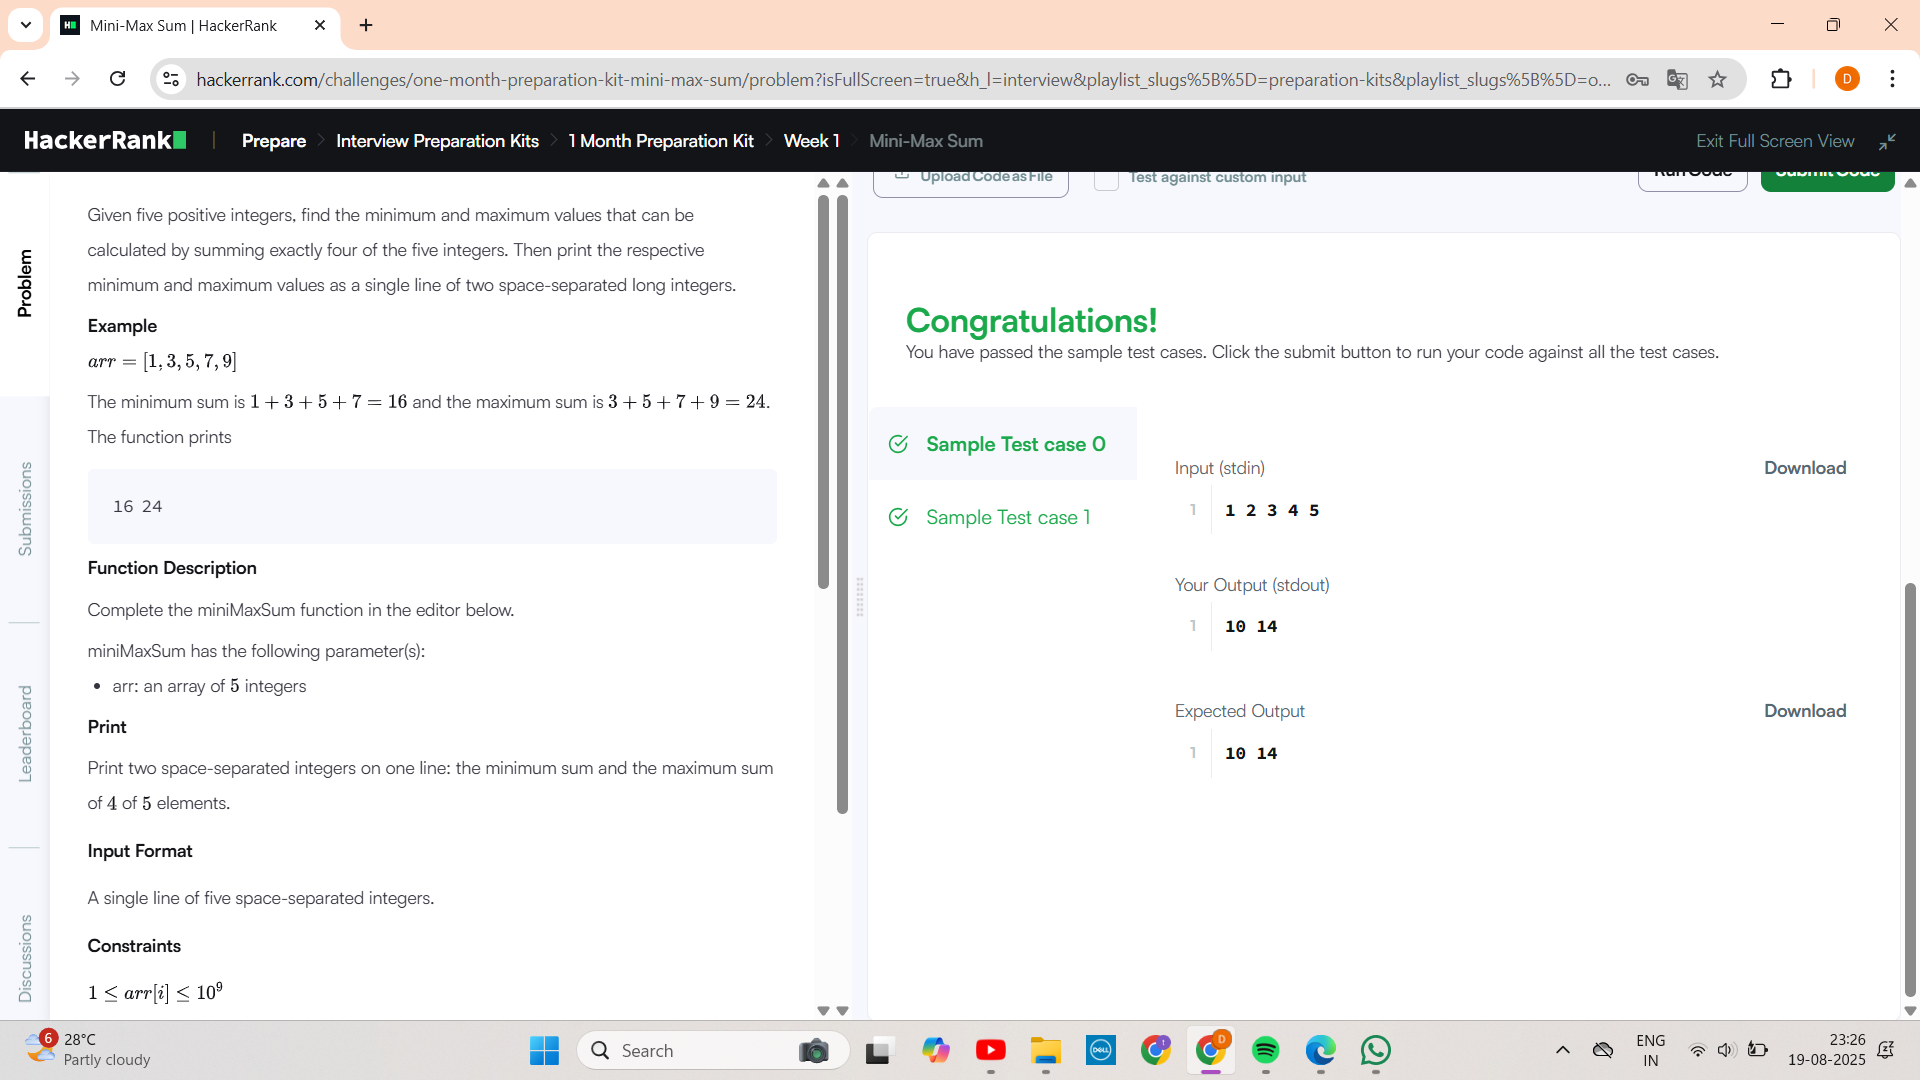 Mini-Max Sum | HackerRank
hackerrank.com/challenges/one-month-preparation-kit-mini-max-sum/problem?isFullScreen=true&h_l=interview&playlist_slugs%5B%5D=preparation-kits&playlist_slugs%5B%5D=o...
D
HackerRank
Prepare
Interview Preparation Kits
1 Month Preparation Kit
Week 1
Mini-Max Sum
Exit Full Screen View
Problem
Submissions
Leaderboard
Discussions
Given five positive integers, find the minimum and maximum values that can be
calculated by summing exactly four of the five integers. Then print the respective
minimum and maximum values as a single line of two space-separated long integers.
Example
arr = [1, 3, 5, 7, 9]
The minimum sum is 1 + 3 + 5 + 7 = 16 and the maximum sum is 3 + 5 + 7 + 9 = 24.
The function prints
16 24
Function Description
Complete the miniMaxSum function in the editor below.
miniMaxSum has the following parameter(s):
• arr: an array of 5 integers
Print
Print two space-separated integers on one line: the minimum sum and the maximum sum
of 4 of 5 elements.
Input Format
A single line of five space-separated integers.
Constraints
1 ≤ arr[i] ≤ 10⁹
Upload Code as File
Test against custom input
Run Code
Submit Code
Congratulations!
You have passed the sample test cases. Click the submit button to run your code against all the test cases.
Sample Test case 0
Sample Test case 1
Input (stdin)
Download
1
1 2 3 4 5
Your Output (stdout)
1
10 14
Expected Output
Download
1
10 14
6
28°C
Partly cloudy
Search
DELL
t
D
ENG
IN
23:26
19-08-2025